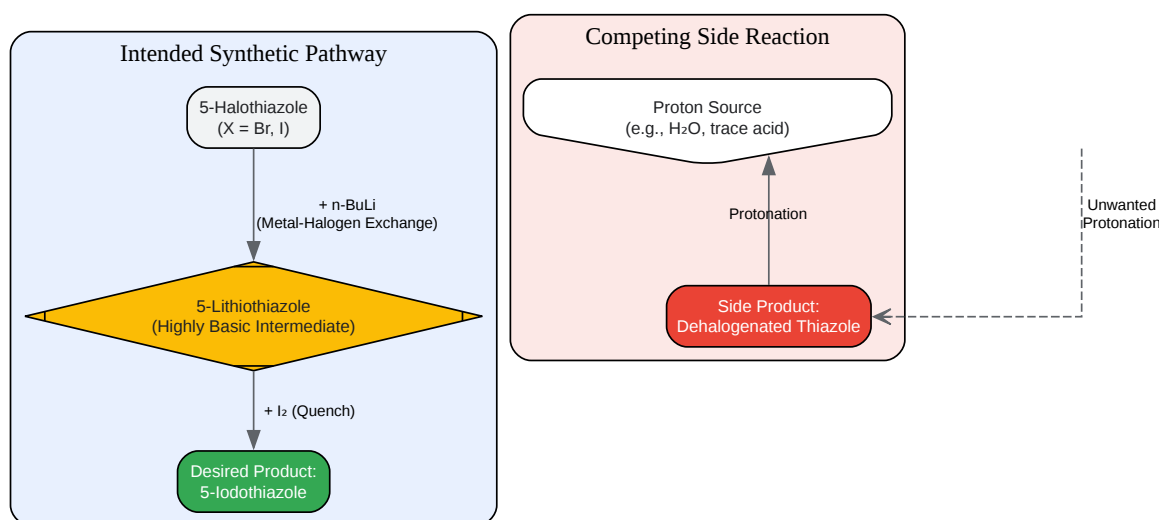 Intended Synthetic Pathway
5-Halothiazole
(X = Br, I)
+ n-BuLi
(Metal-Halogen Exchange)
5-Lithiothiazole
(Highly Basic Intermediate)
+ I₂ (Quench)
Desired Product:
5-Iodothiazole
Competing Side Reaction
Proton Source
(e.g., H₂O, trace acid)
Protonation
Side Product:
Dehalogenated Thiazole
Unwanted
Protonation